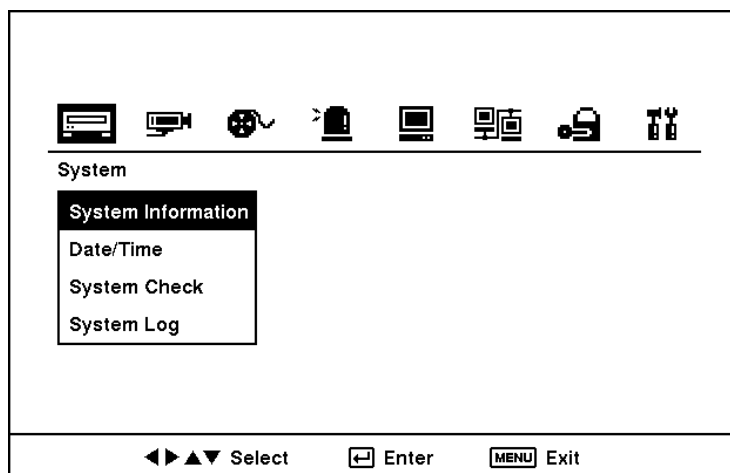 System
System Information
Date/Time
System Check
System Log
◀▶▲▼ Select ↵ Enter MENU Exit